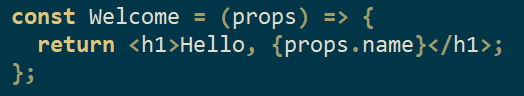 const Welcome = (props) => {
  return <h1>Hello, {props.name}</h1>;
};